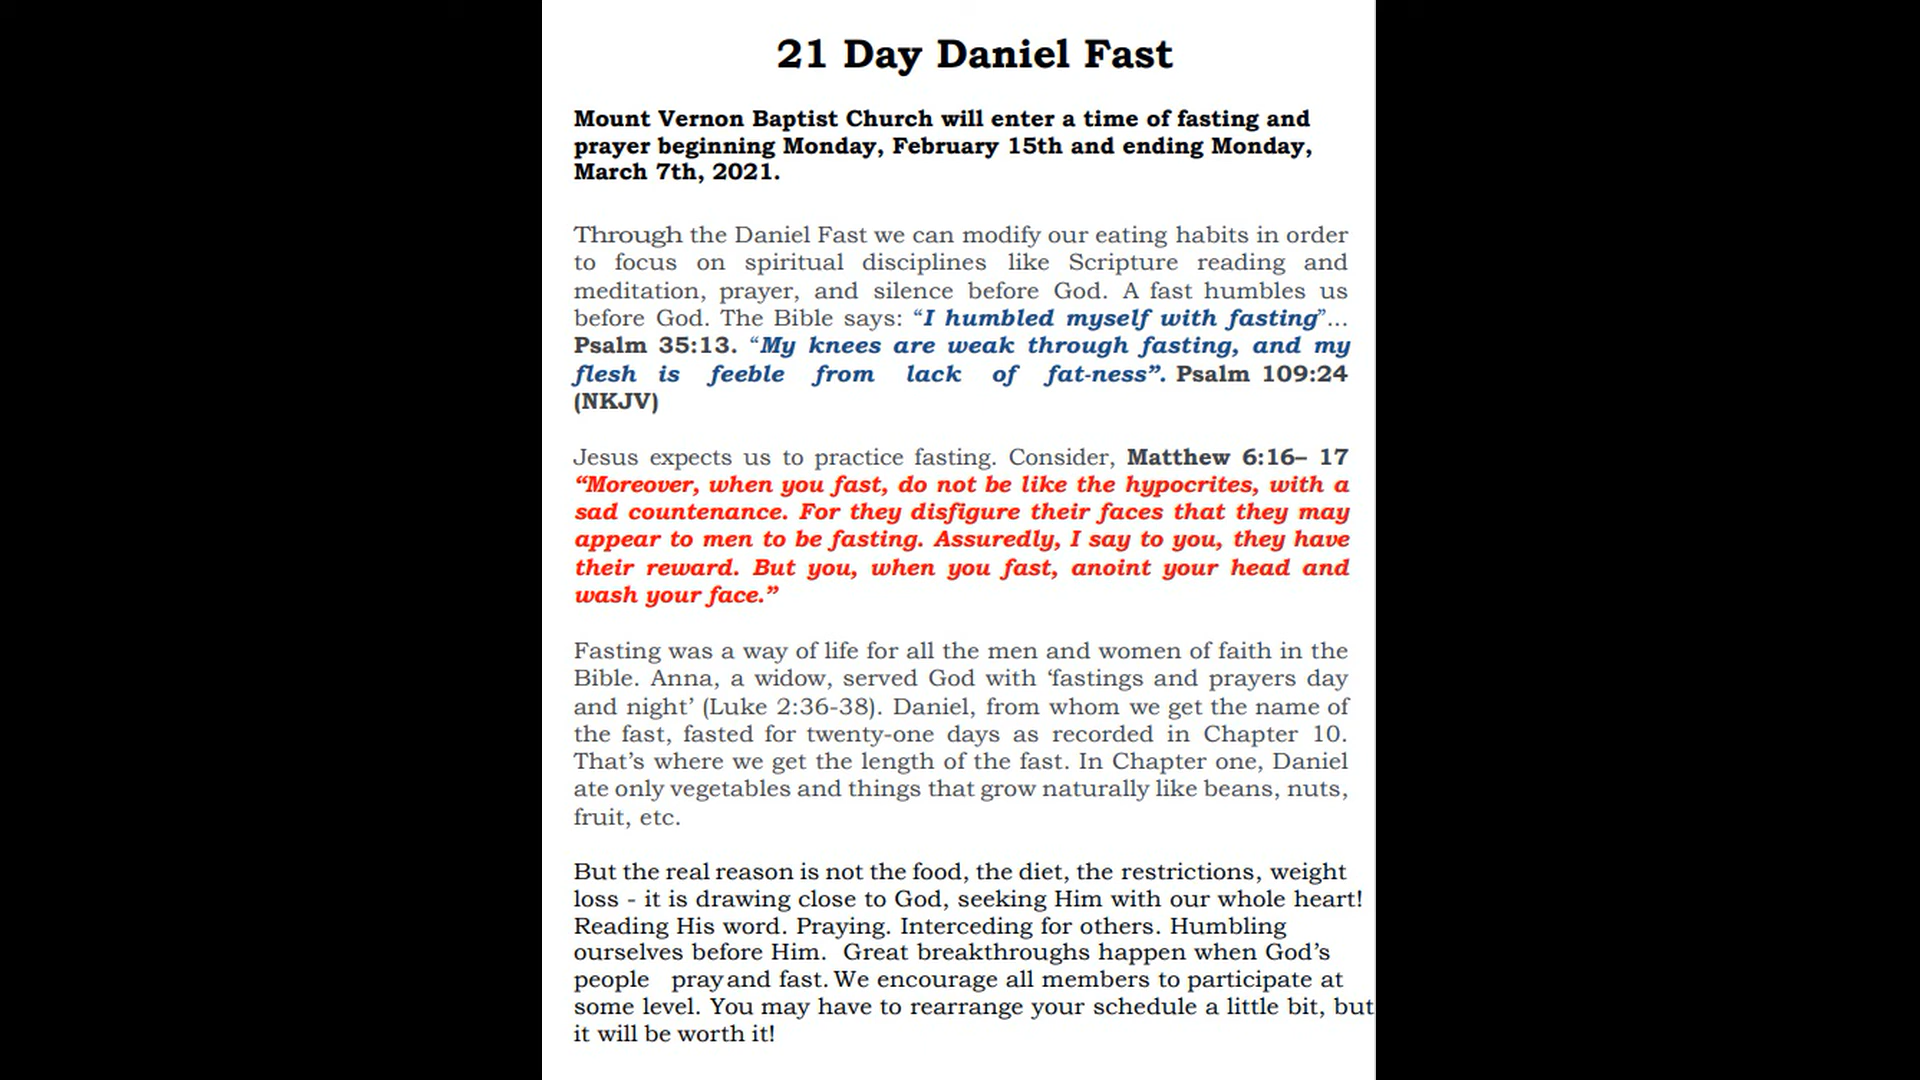 21 Day Daniel Fast
Mount Vernon Baptist Church will enter a time of fasting and
prayer beginning Monday, February 15th and ending Monday,
March 7th, 2021.
Through the Daniel Fast we can modify our eating habits in order
to focus on spiritual disciplines like Scripture reading and
meditation, prayer, and silence before God. A fast humbles us
before God. The Bible says: “I humbled myself with fasting”...
Psalm 35:13. “My knees are weak through fasting, and my
flesh is feeble from lack of fat-ness”. Psalm 109:24
(NKJV)
Jesus expects us to practice fasting. Consider, Matthew 6:16– 17
“Moreover, when you fast, do not be like the hypocrites, with a
sad countenance. For they disfigure their faces that they may
appear to men to be fasting. Assuredly, I say to you, they have
their reward. But you, when you fast, anoint your head and
wash your face.”
Fasting was a way of life for all the men and women of faith in the
Bible. Anna, a widow, served God with ‘fastings and prayers day
and night’ (Luke 2:36-38). Daniel, from whom we get the name of
the fast, fasted for twenty-one days as recorded in Chapter 10.
That’s where we get the length of the fast. In Chapter one, Daniel
ate only vegetables and things that grow naturally like beans, nuts,
fruit, etc.
But the real reason is not the food, the diet, the restrictions, weight
loss - it is drawing close to God, seeking Him with our whole heart!
Reading His word. Praying. Interceding for others. Humbling
ourselves before Him. Great breakthroughs happen when God’s
people pray and fast. We encourage all members to participate at
some level. You may have to rearrange your schedule a little bit, but
it will be worth it!